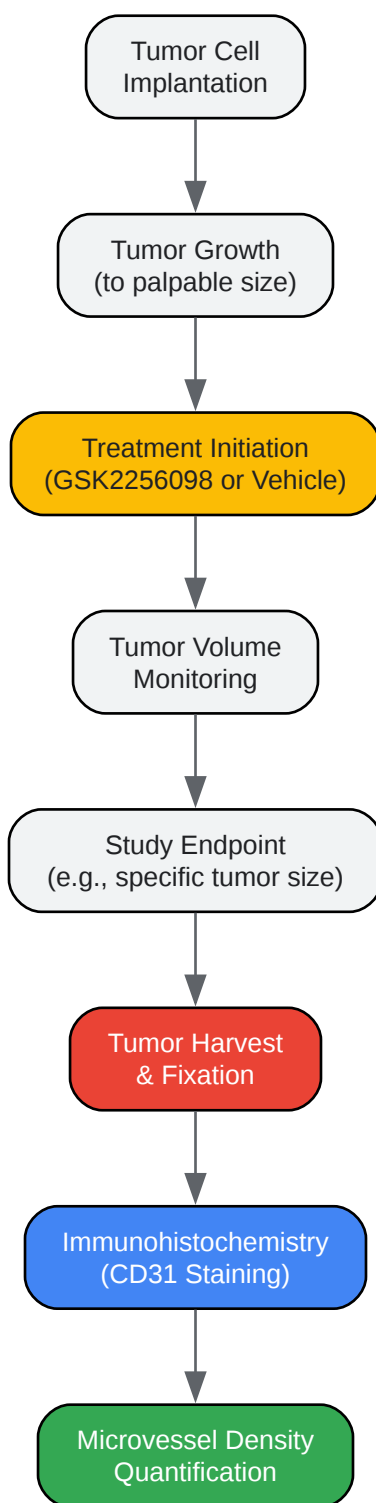 Tumor Cell
Implantation
Tumor Growth
(to palpable size)
Treatment Initiation
(GSK2256098 or Vehicle)
Tumor Volume
Monitoring
Study Endpoint
(e.g., specific tumor size)
Tumor Harvest
& Fixation
Immunohistochemistry
(CD31 Staining)
Microvessel Density
Quantification